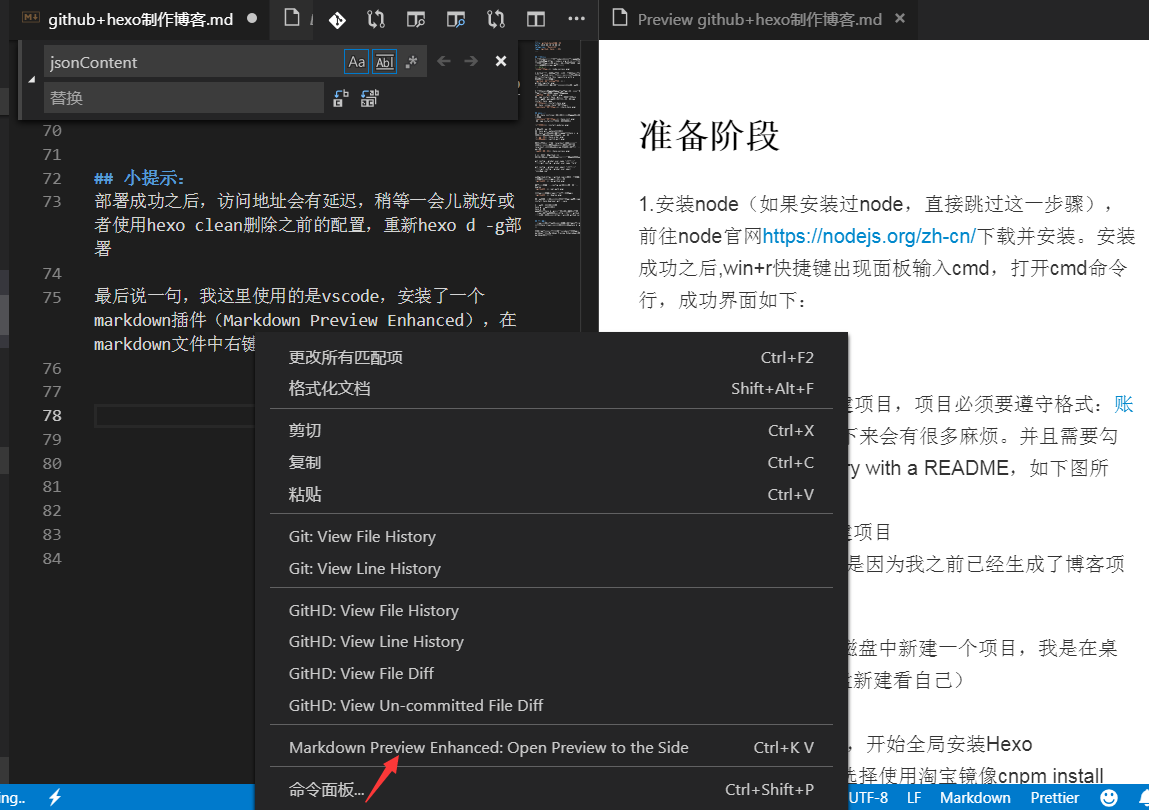 github+hexo制作博客.md
Preview github+hexo制作博客.md
jsonContent
Aa
Abl
.*
替换
70
71
72 ## 小提示:
73 部署成功之后，访问地址会有延迟，稍等一会儿就好或
者使用hexo clean删除之前的配置，重新hexo d -g部
署
74
75 最后说一句，我这里使用的是vscode，安装了一个
markdown插件（Markdown Preview Enhanced），在
markdown文件中右键
76
77
78
79
80
81
82
83
84
更改所有匹配项 Ctrl+F2
格式化文档 Shift+Alt+F
剪切 Ctrl+X
复制 Ctrl+C
粘贴 Ctrl+V
Git: View File History
Git: View Line History
GitHD: View File History
GitHD: View Line History
GitHD: View File Diff
GitHD: View Un-committed File Diff
Markdown Preview Enhanced: Open Preview to the Side Ctrl+K V
命令面板... Ctrl+Shift+P
准备阶段
1.安装node（如果安装过node，直接跳过这一步骤），
前往node官网https://nodejs.org/zh-cn/下载并安装。安装
成功之后,win+r快捷键出现面板输入cmd，打开cmd命令
行，成功界面如下：
项目，项目必须要遵守格式：账
下来会有很多麻烦。并且需要勾
with a README，如下图所
项目
是因为我之前已经生成了博客项
磁盘中新建一个项目，我是在桌
新建看自己）
，开始全局安装Hexo
选择使用淘宝镜像cnpm install
ing..
UTF-8
LF
Markdown
Prettier